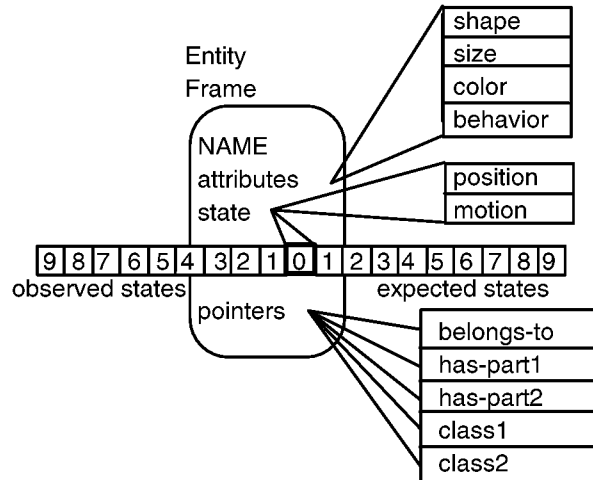 shape
Entity
size
Frame
color
behavior
NAME
attributes
position
state
motion
9 8 7 6 5 4 3 2 1 0 1 2 3 4 5 6 7 8 9
observed states
expected states
pointers
belongs-to
has-part1
has-part2
class1
class2